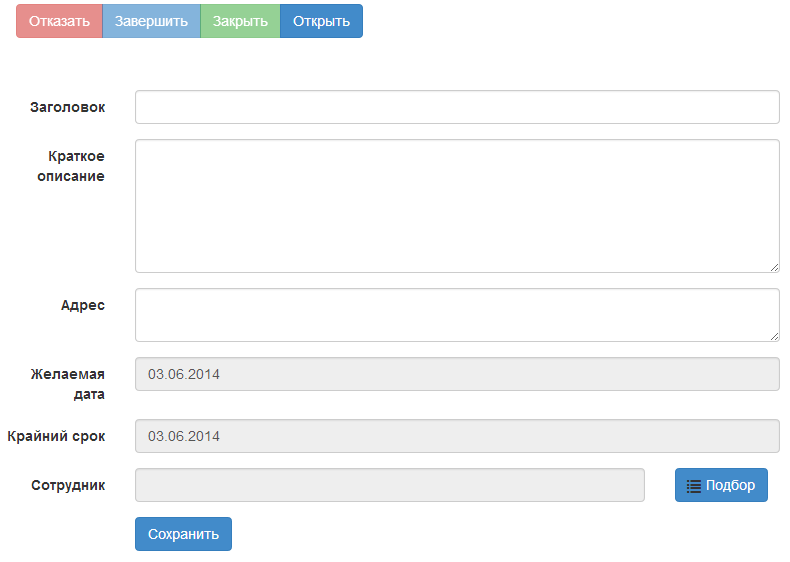 Отказать Завершить Закрыть Открыть
Заголовок
Краткое
описание
Адрес
Желаемая 03.06.2014
дата
Крайний срок 03.06.2014
Сотрудник Подбор
Сохранить